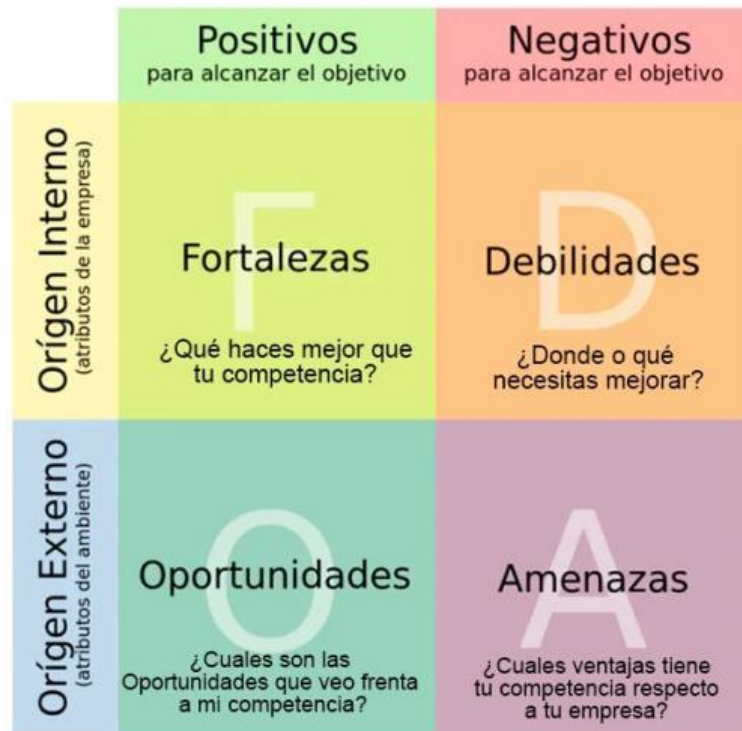 Positivos
para alcanzar el objetivo
Negativos
para alcanzar el objetivo
Orígen Interno
(atributos de la empresa)
F
Fortalezas
¿Qué haces mejor que
tu competencia?
D
Debilidades
¿Donde o qué
necesitas mejorar?
Orígen Externo
(atributos del ambiente)
O
Oportunidades
¿Cuales son las
Oportunidades que veo frenta
a mi competencia?
A
Amenazas
¿Cuales ventajas tiene
tu competencia respecto
a tu empresa?